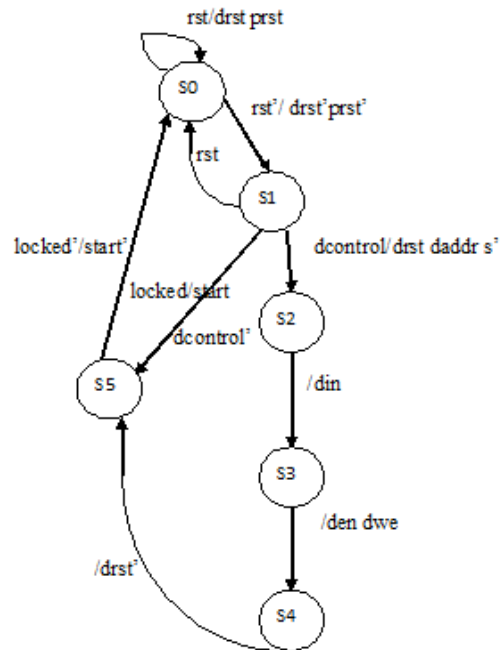 rst/drst prst
S0
rst’/ drst’prst’
rst
S1
locked’/start’
dcontrol/drst daddr s’
locked/start
S2
dcontrol’
S5
/din
S3
/den dwe
/drst’
S4